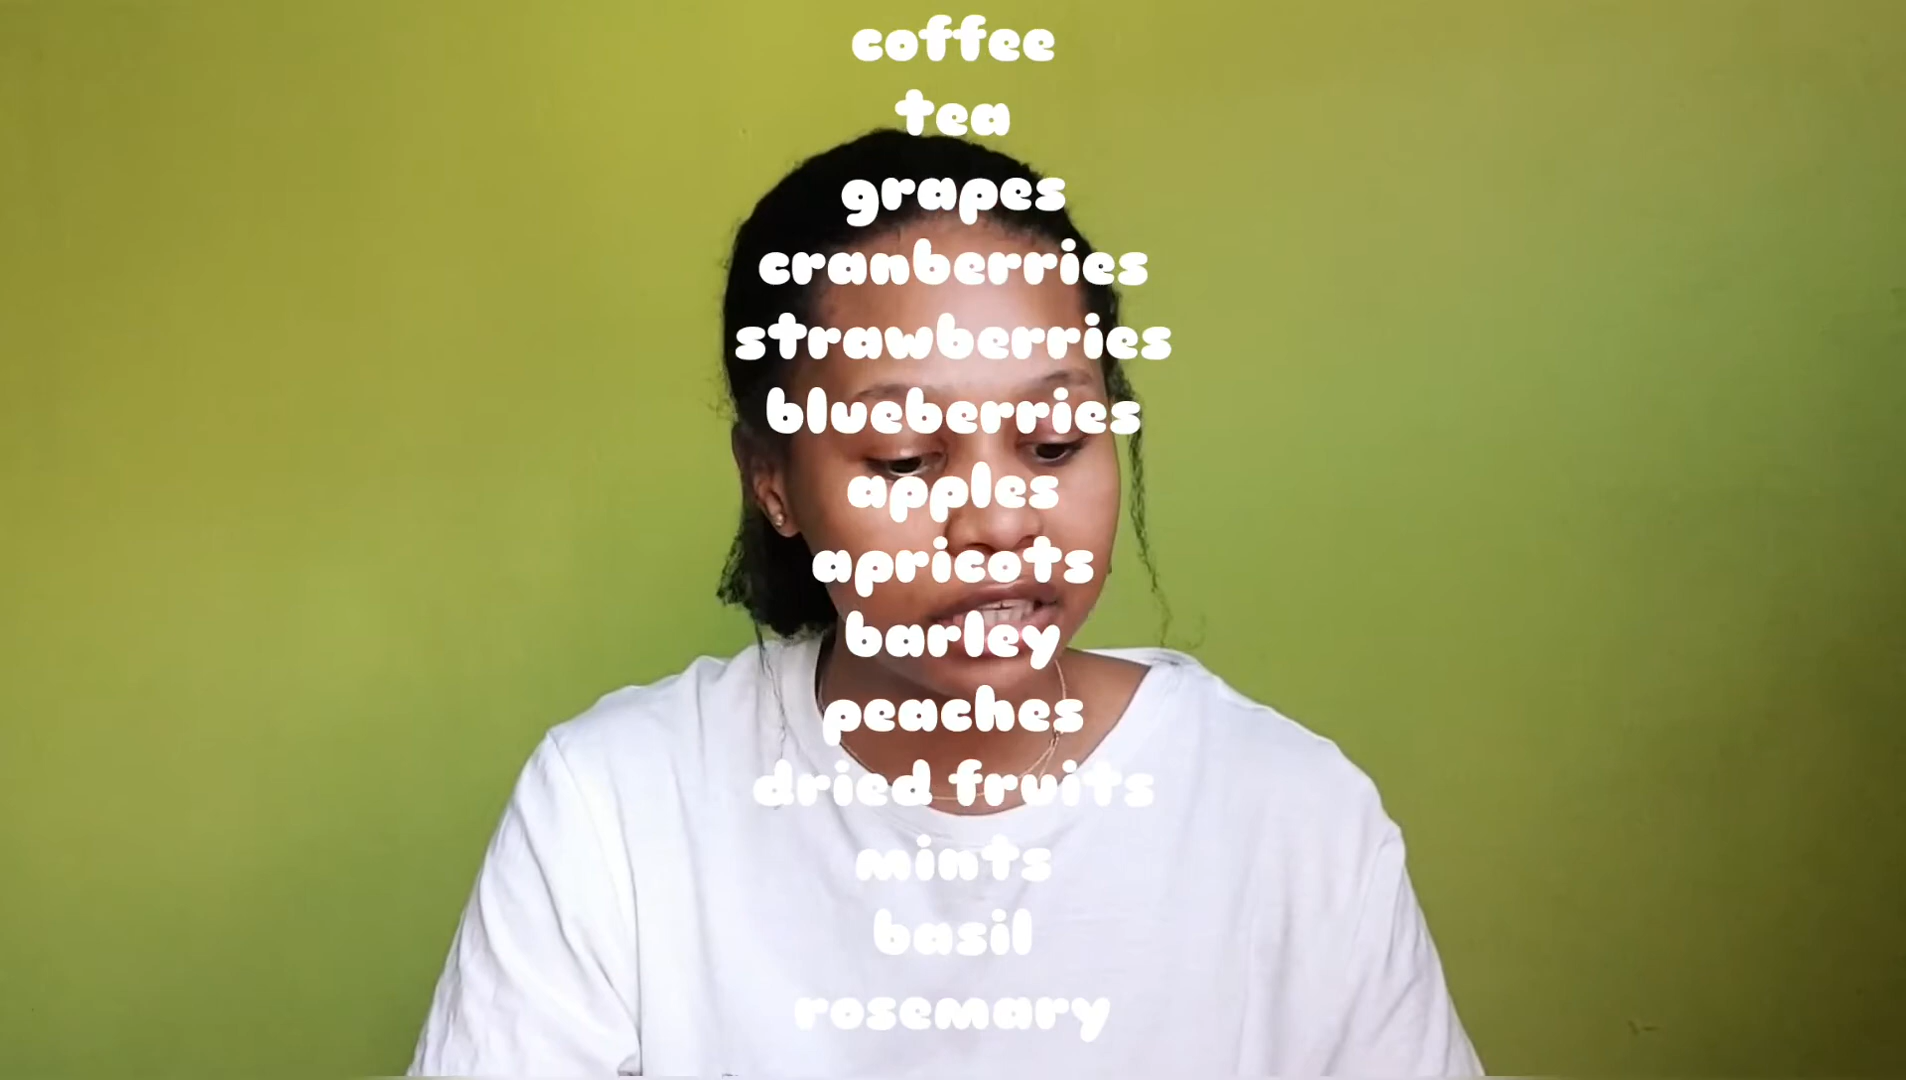 coffee
tea
grapes
cranberries
strawberries
blueberries
apples
apricots
barley
peaches
dried fruits
mints
basil
rosemary